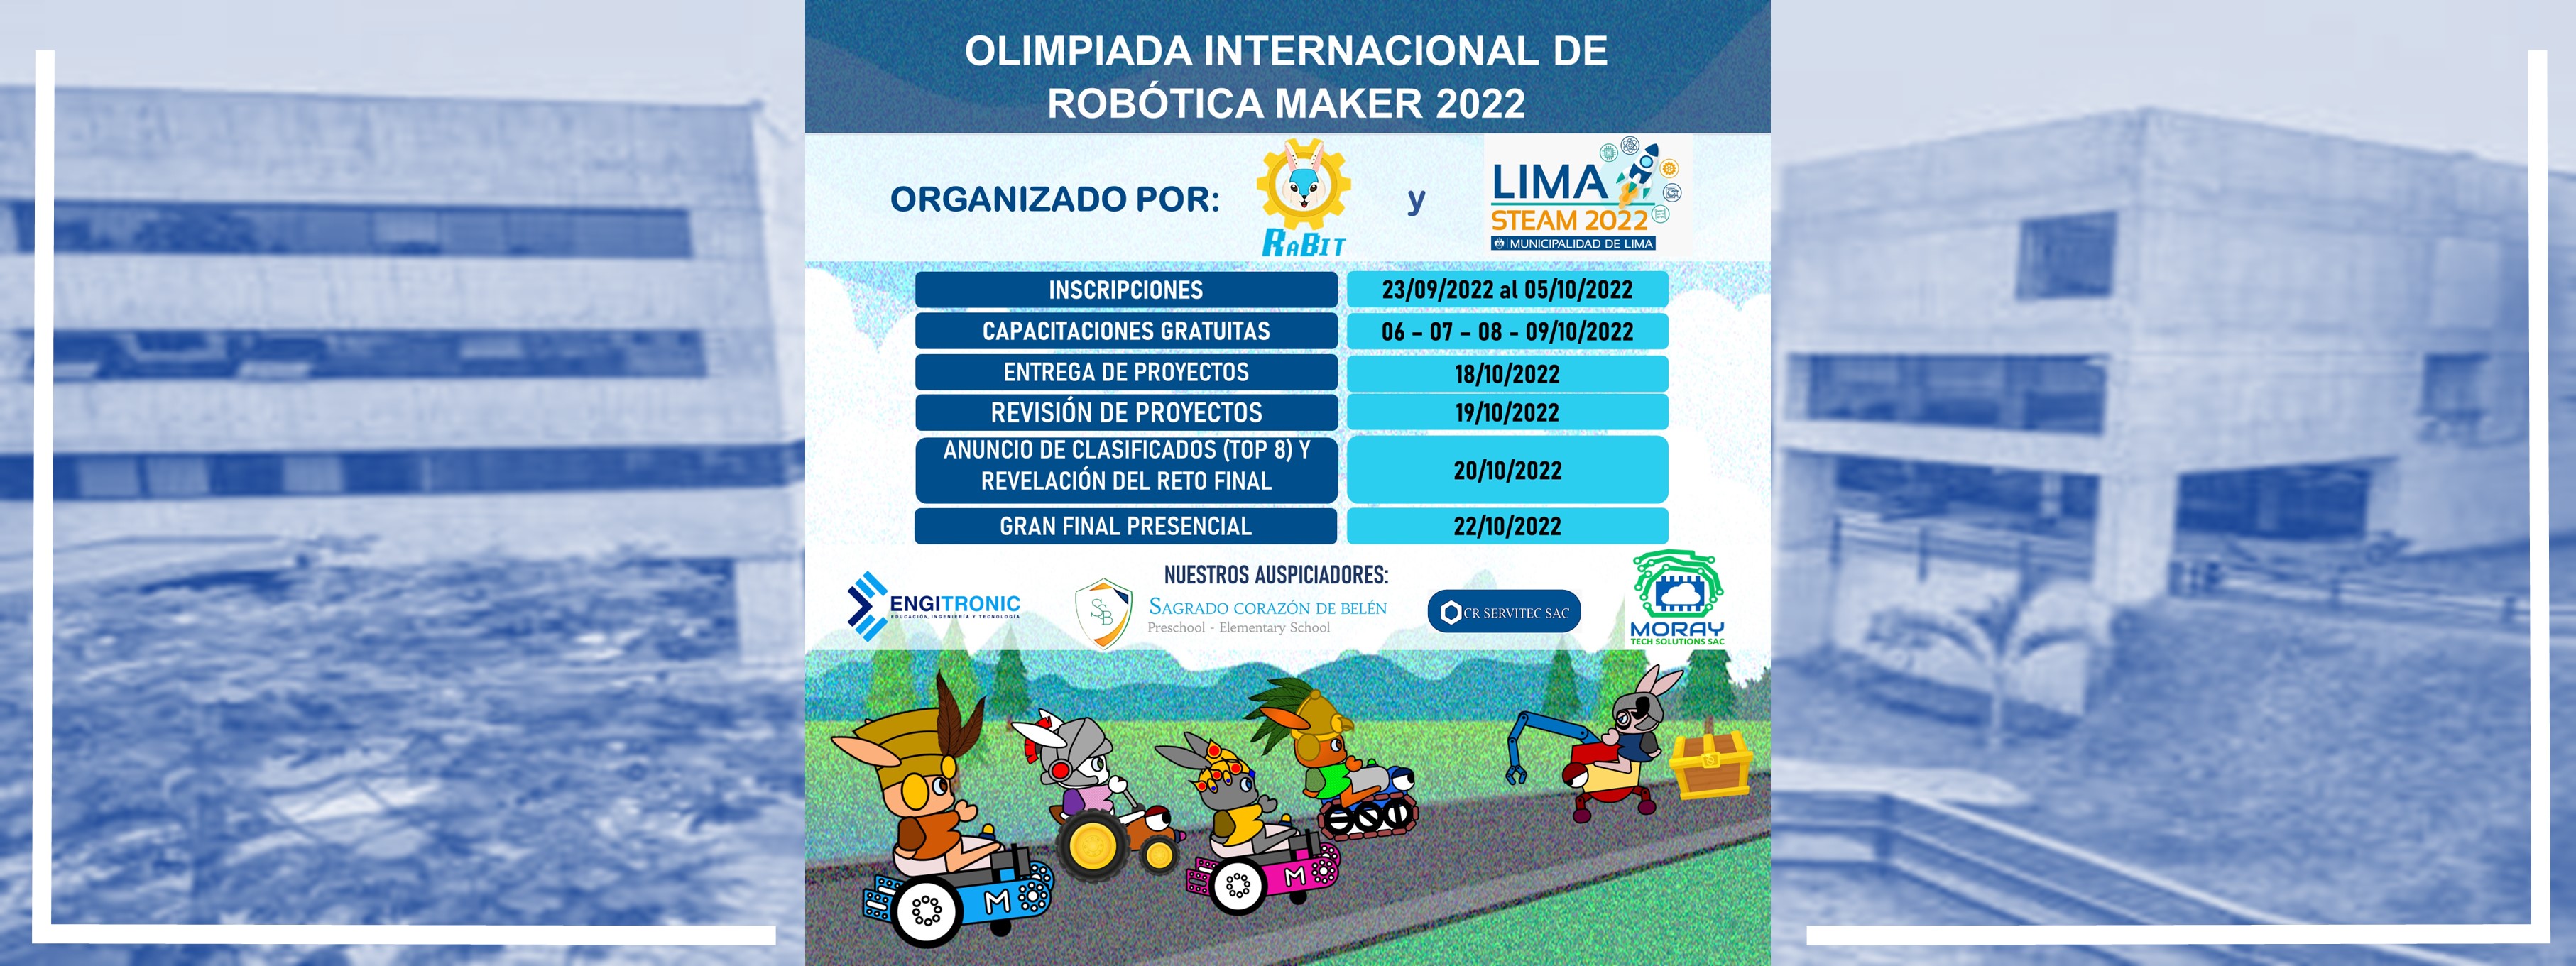 OLIMPIADA INTERNACIONAL DE
ROBÓTICA MAKER 2022
ORGANIZADO POR:
RABIT
y
LIMA
STEAM 2022
MUNICIPALIDAD DE LIMA
INSCRIPCIONES
23/09/2022 al 05/10/2022
CAPACITACIONES GRATUITAS
06 – 07 – 08 - 09/10/2022
ENTREGA DE PROYECTOS
18/10/2022
REVISIÓN DE PROYECTOS
19/10/2022
ANUNCIO DE CLASIFICADOS (TOP 8) Y
REVELACIÓN DEL RETO FINAL
20/10/2022
GRAN FINAL PRESENCIAL
22/10/2022
NUESTROS AUSPICIADORES:
ENGITRONIC
EDUCACIÓN, INGENIERÍA Y TECNOLOGÍA
SCB
SAGRADO CORAZÓN DE BELÉN
Preschool - Elementary School
CR SERVITEC SAC
MORAY
TECH SOLUTIONS SAC
M
M